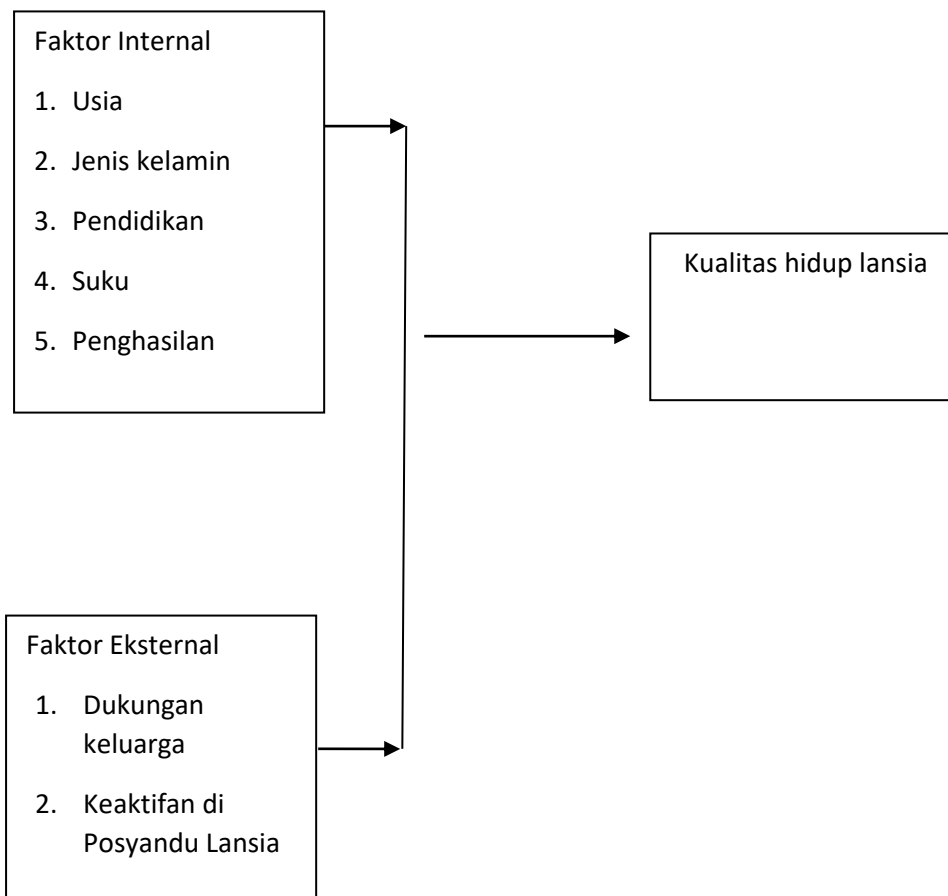 Faktor Internal
1. Usia
2. Jenis kelamin
3. Pendidikan
4. Suku
5. Penghasilan
Kualitas hidup lansia
Faktor Eksternal
1. Dukungan
keluarga
2. Keaktifan di
Posyandu Lansia